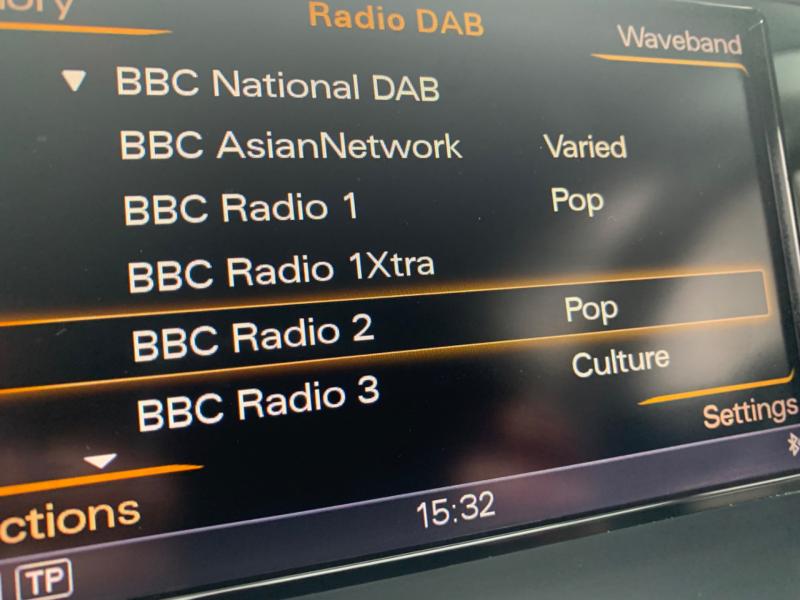 Radio DAB
Waveband
BBC National DAB
BBC AsianNetwork Varied
BBC Radio 1 Pop
BBC Radio 1Xtra
BBC Radio 2 Pop
BBC Radio 3 Culture
Settings
15:32
TP